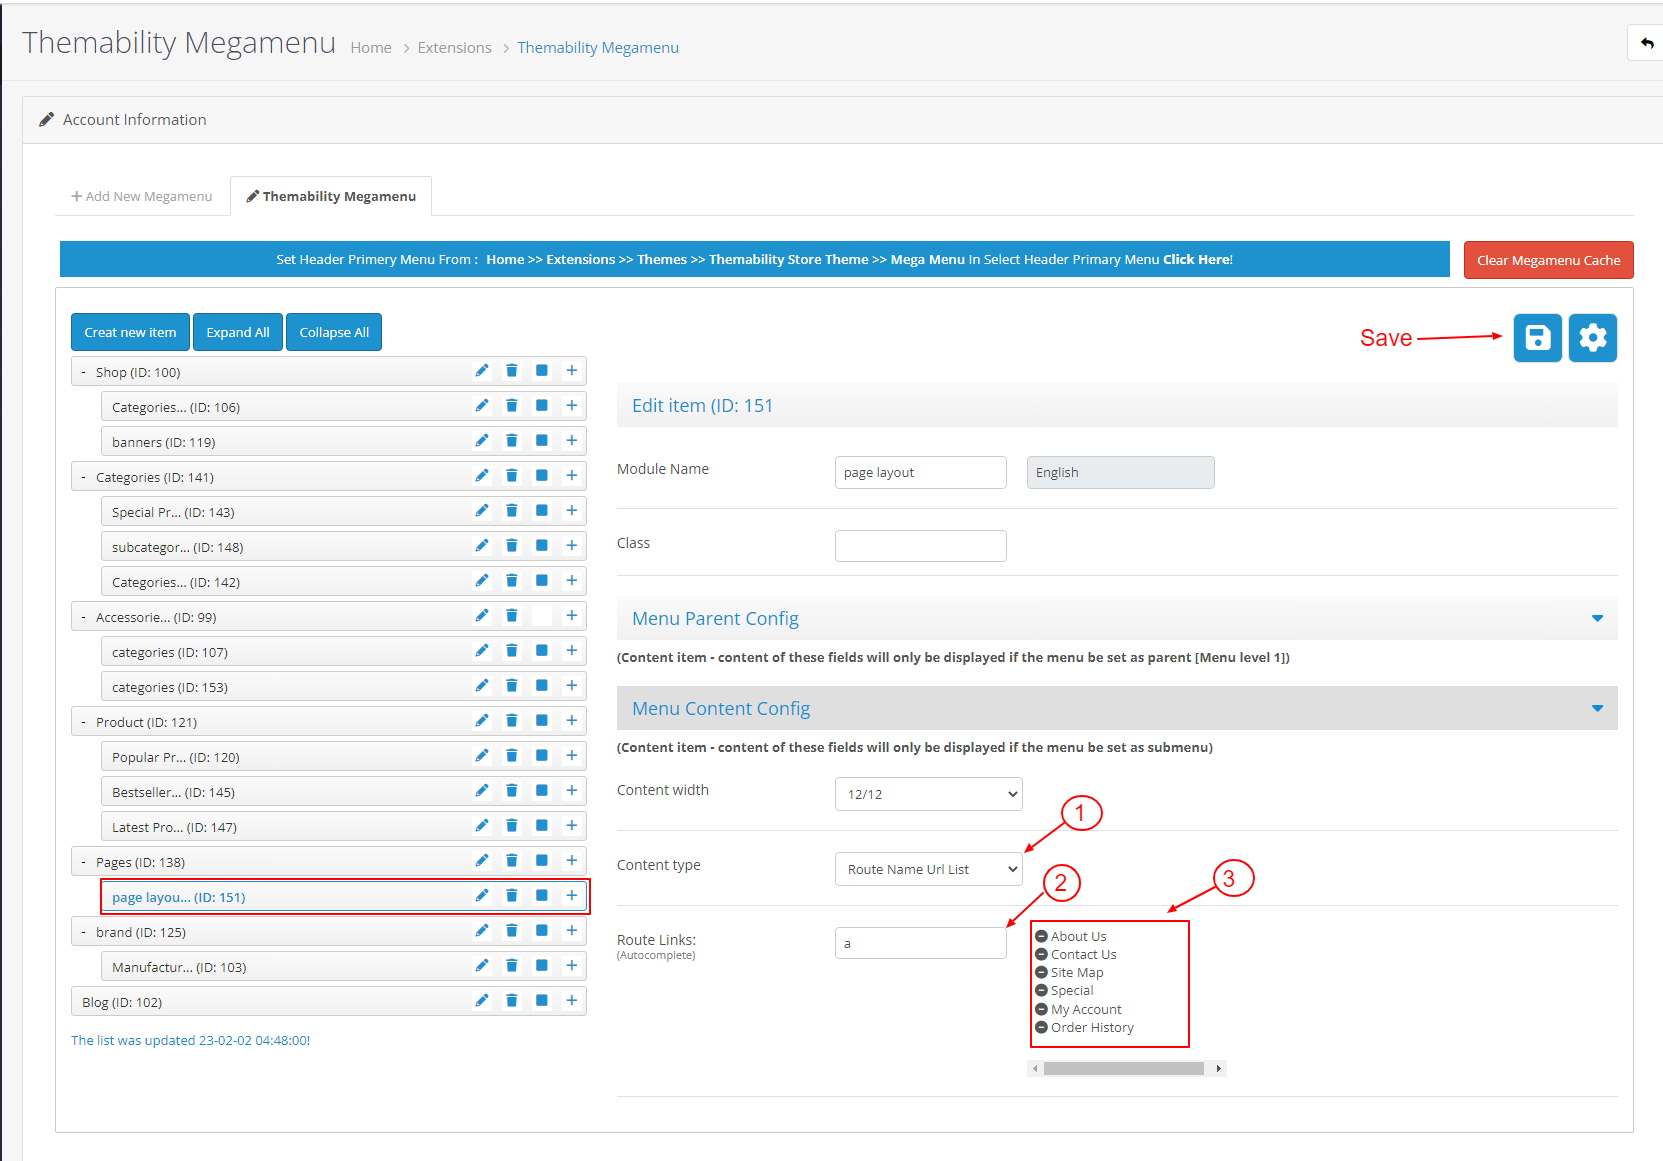 Themability Megamenu Home > Extensions > Themability Megamenu
Account Information
+ Add New Megamenu
Themability Megamenu
Set Header Primery Menu From : Home >> Extensions >> Themes >> Themability Store Theme >> Mega Menu In Select Header Primary Menu Click Here!
Clear Megamenu Cache
Creat new item
Expand All
Collapse All
Save
- Shop (ID: 100)
Categories... (ID: 106)
banners (ID: 119)
- Categories (ID: 141)
Special Pr... (ID: 143)
subcategor... (ID: 148)
Categories... (ID: 142)
- Accessorie... (ID: 99)
categories (ID: 107)
categories (ID: 153)
- Product (ID: 121)
Popular Pr... (ID: 120)
Bestseller... (ID: 145)
Latest Pro... (ID: 147)
- Pages (ID: 138)
page layou... (ID: 151)
- brand (ID: 125)
Manufactur... (ID: 103)
Blog (ID: 102)
The list was updated 23-02-02 04:48:00!
Edit item (ID: 151
Module Name
page layout
English
Class
Menu Parent Config
(Content item - content of these fields will only be displayed if the menu be set as parent [Menu level 1])
Menu Content Config
(Content item - content of these fields will only be displayed if the menu be set as submenu)
Content width
12/12
1
Content type
Route Name Url List
2
3
Route Links:
(Autocomplete)
a
About Us
Contact Us
Site Map
Special
My Account
Order History